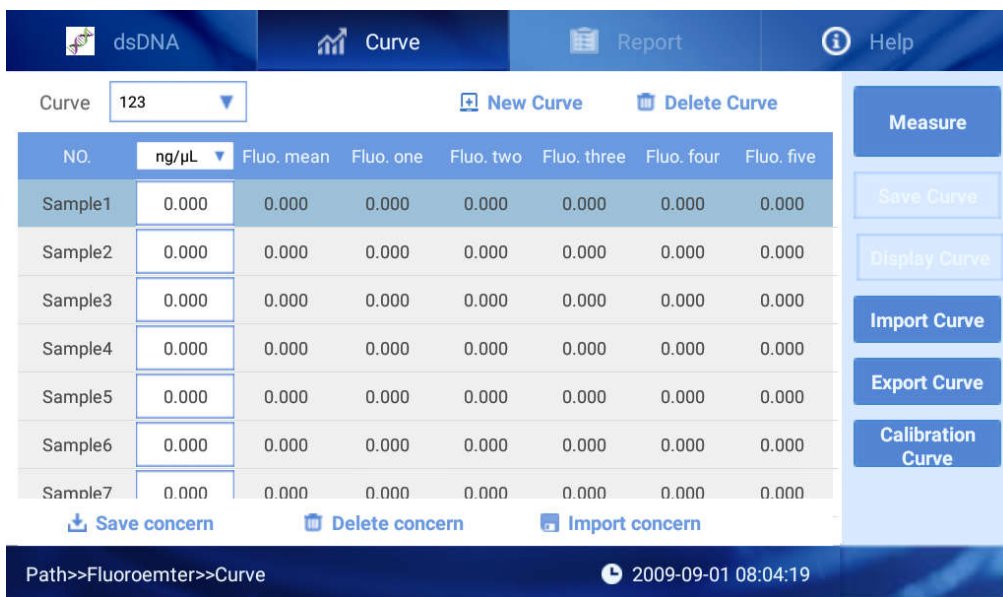 dsDNA Curve Report Help
Curve 123 New Curve Delete Curve
Measure
NO. ng/µL Fluo. mean Fluo. one Fluo. two Fluo. three Fluo. four Fluo. five
Sample1 0.000 0.000 0.000 0.000 0.000 0.000 0.000
Save Curve
Sample2 0.000 0.000 0.000 0.000 0.000 0.000 0.000
Display Curve
Sample3 0.000 0.000 0.000 0.000 0.000 0.000 0.000
Import Curve
Sample4 0.000 0.000 0.000 0.000 0.000 0.000 0.000
Export Curve
Sample5 0.000 0.000 0.000 0.000 0.000 0.000 0.000
Calibration
Curve
Sample6 0.000 0.000 0.000 0.000 0.000 0.000 0.000
Sample7 0.000 0.000 0.000 0.000 0.000 0.000 0.000
Save concern Delete concern Import concern
Path>>Fluoroemter>>Curve 2009-09-01 08:04:19